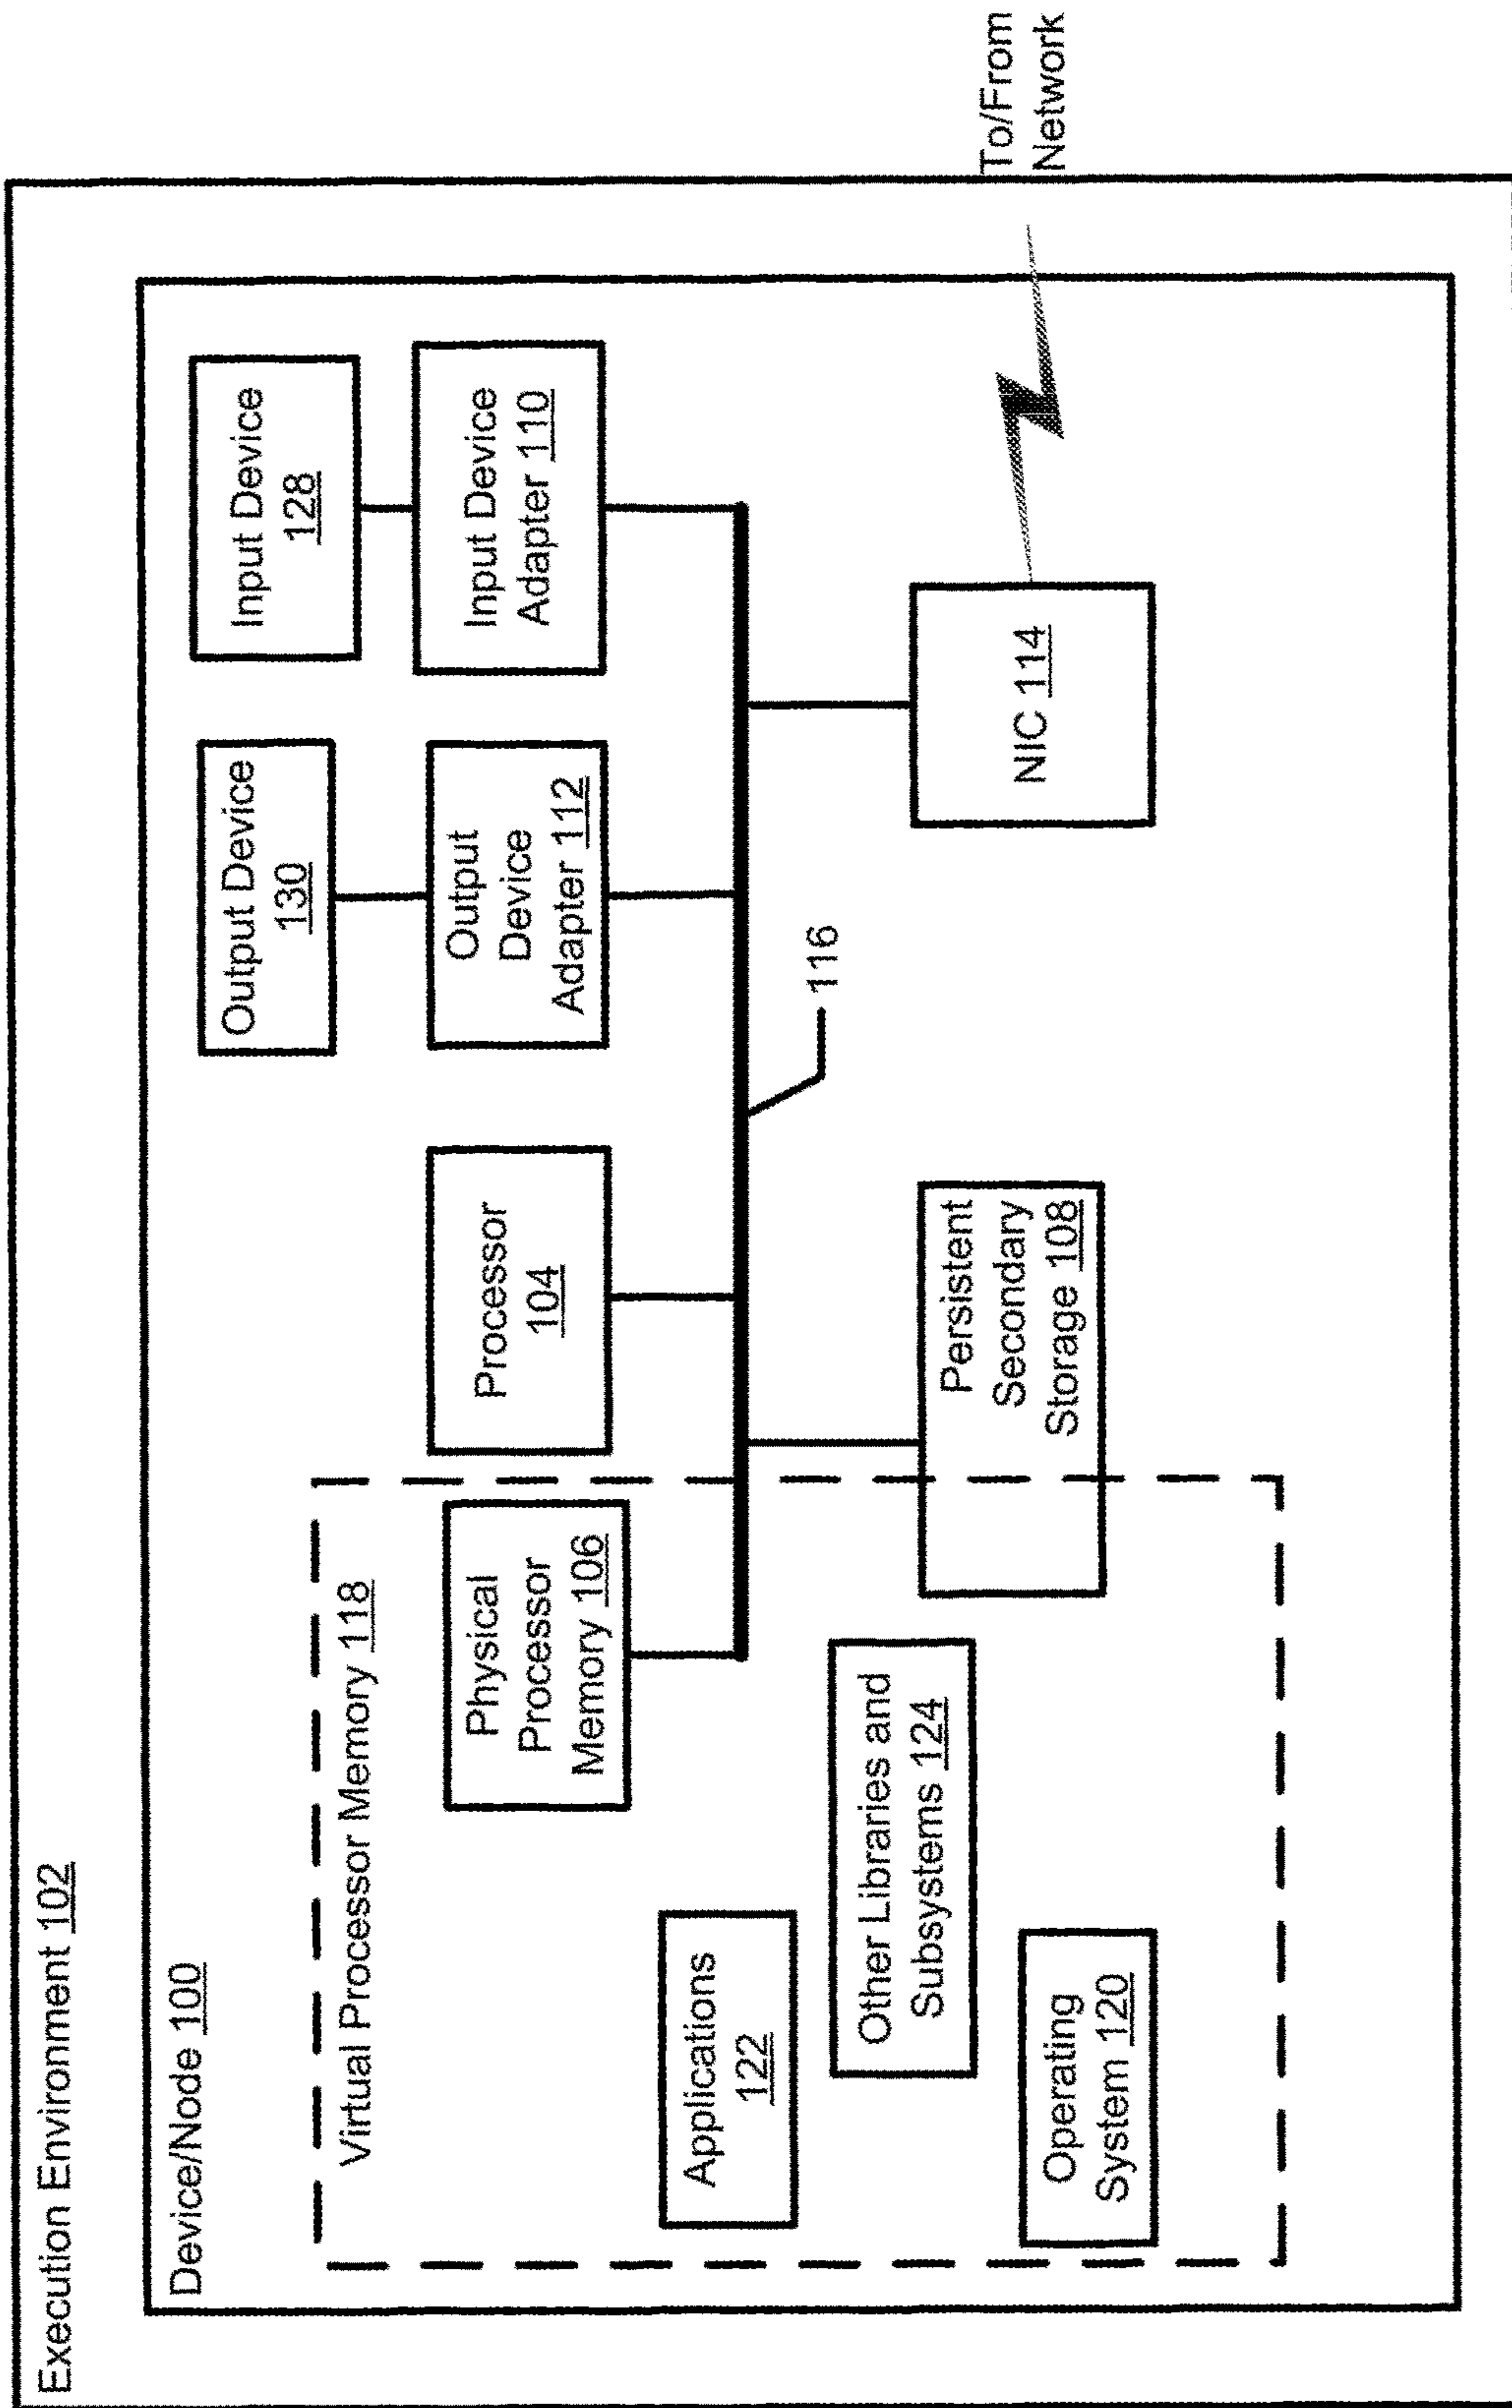 Execution Environment 102
Device/Node 100
Virtual Processor Memory 118
Output Device
130
Input Device
128
Physical
Processor
Memory 106
Processor
104
Output
Device
Adapter 112
Input Device
Adapter 110
Applications
122
116
Other Libraries and
Subsystems 124
Persistent
Secondary
Storage 108
NIC 114
To/From
Network
Operating
System 120